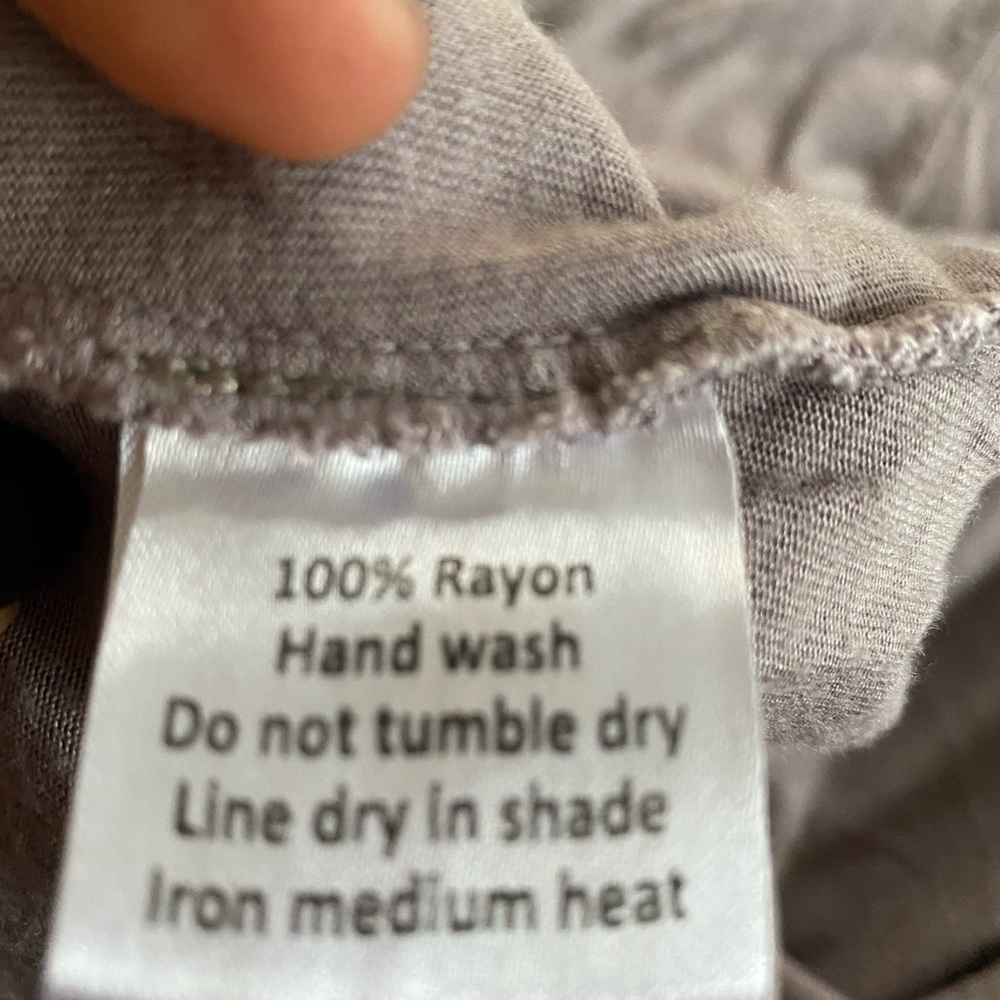 100% Rayon
Hand wash
Do not tumble dry
Line dry in shade
Iron medium heat